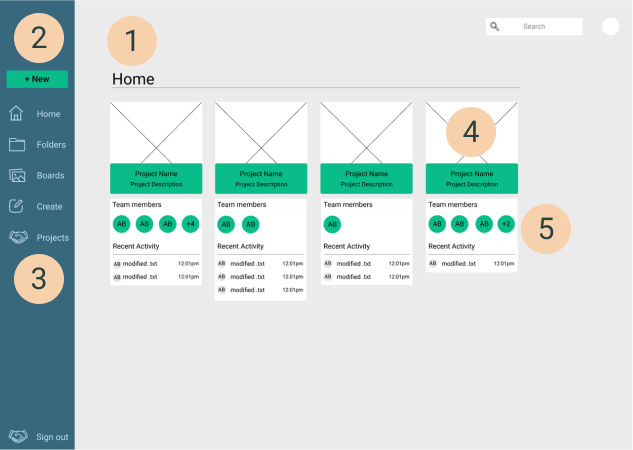 2
1
Search
+ New
Home
Home
Folders
Boards
Create
Projects
3
Sign out
Project Name
Project Description
Team members
AB AB AB +4
Recent Activity
AB modified .txt 12:01pm
AB modified .txt 12:01pm
Project Name
Project Description
Team members
AB AB
Recent Activity
AB modified .txt 12:01pm
AB modified .txt 12:01pm
AB modified .txt 12:01pm
Project Name
Project Description
Team members
AB
Recent Activity
AB modified .txt 12:01pm
AB modified .txt 12:01pm
4
Project Name
Project Description
Team members
AB AB AB +2
Recent Activity
AB modified .txt 12:01pm
5